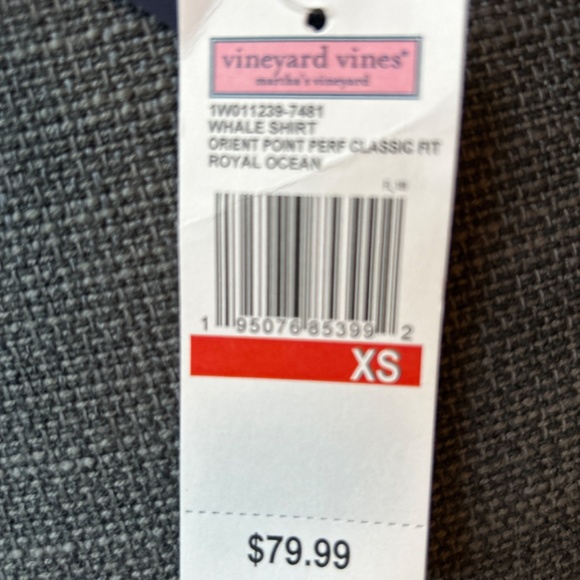 vineyard vines®
martha's vineyard
1W011239-7481
WHALE SHIRT
ORIENT POINT PERF CLASSIC FIT
ROYAL OCEAN
1 95076 85399 2
XS
$79.99